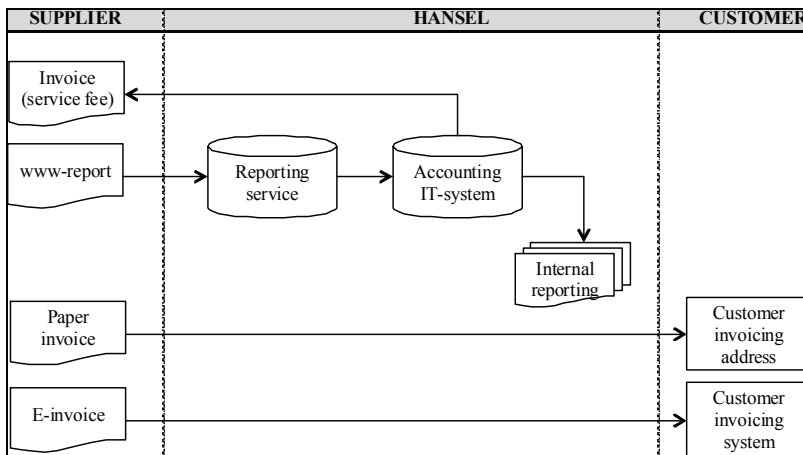 SUPPLIER
HANSEL
CUSTOMER
Invoice
(service fee)
www-report
Reporting
service
Accounting
IT-system
Internal
reporting
Paper
invoice
Customer
invoicing
address
E-invoice
Customer
invoicing
system